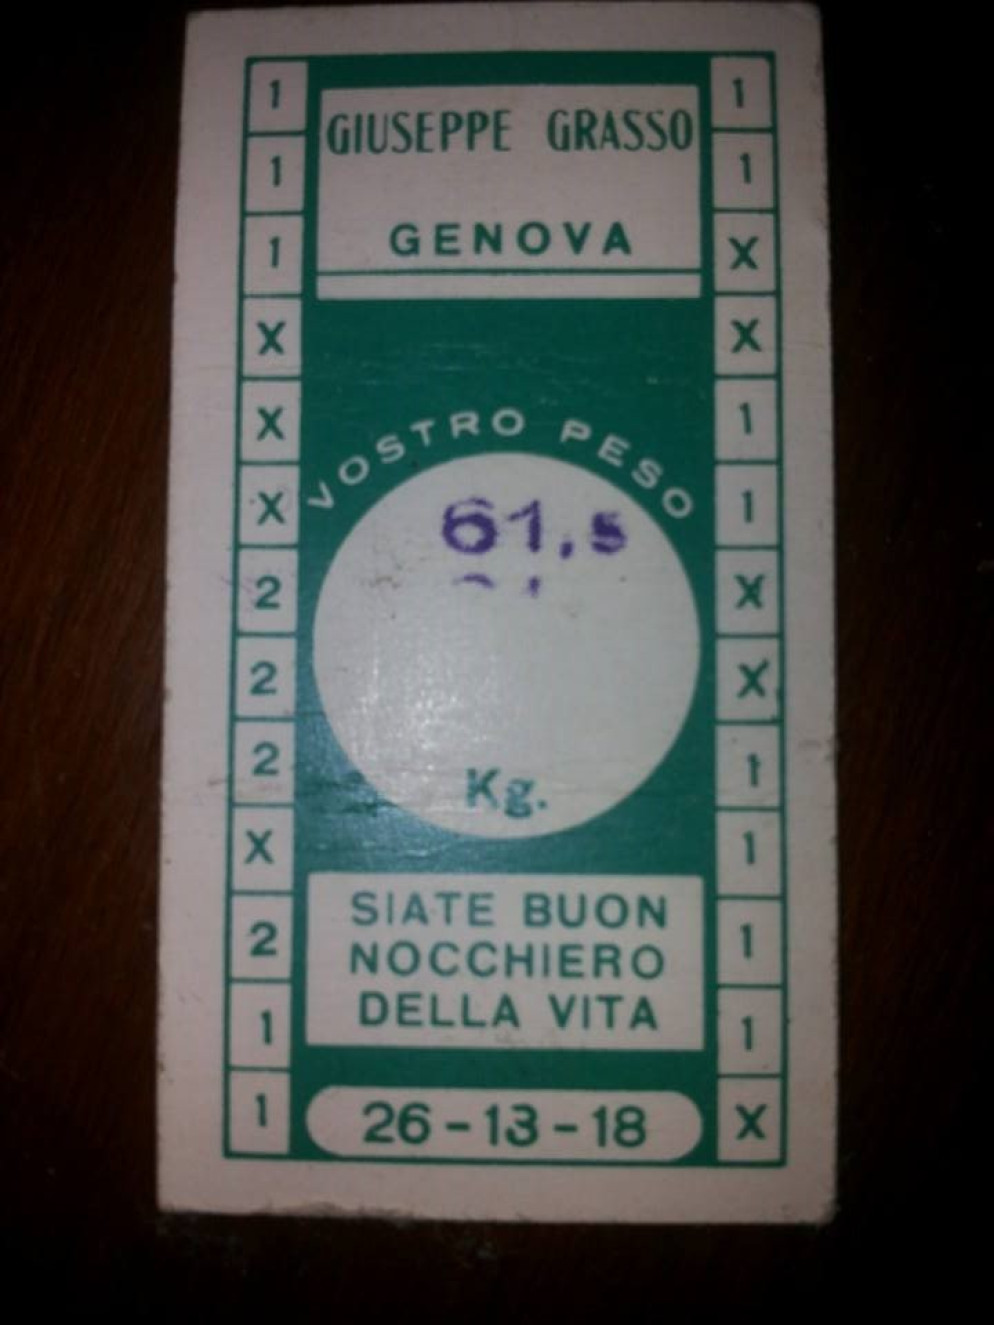 GIUSEPPE GRASSO
GENOVA
VOSTRO PESO
61,5
Kg.
SIATE BUON
NOCCHIERO
DELLA VITA
26-13-18
1
1
1
X
X
X
2
2
2
X
2
1
1
1
1
X
X
1
1
X
X
1
1
1
1
X